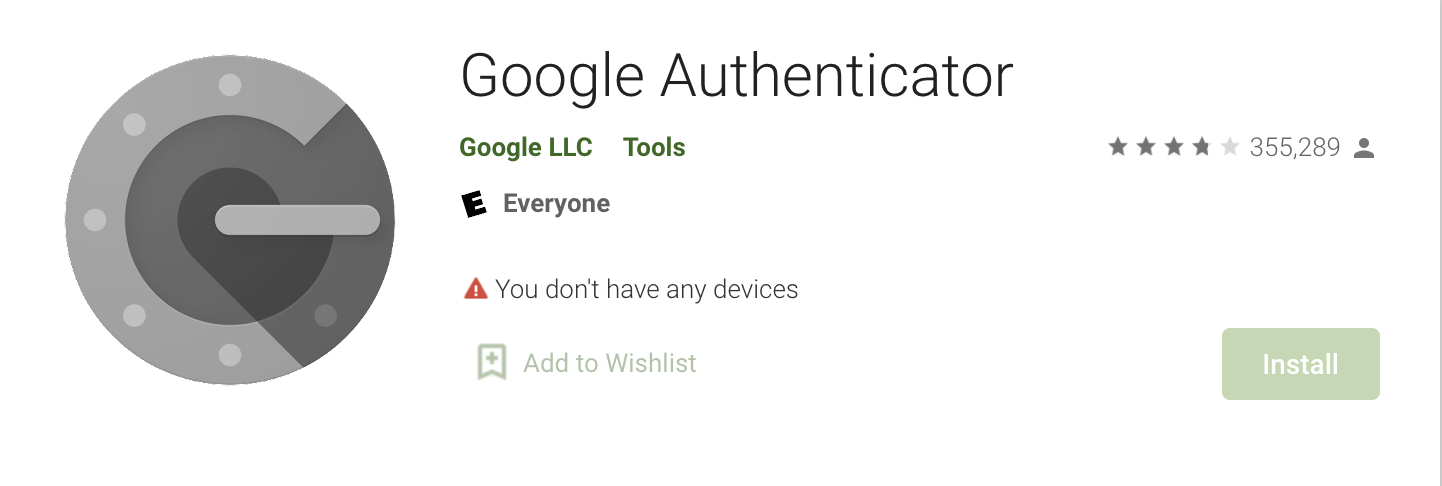 Google Authenticator
Google LLC Tools 355,289
E Everyone
You don't have any devices
Add to Wishlist Install